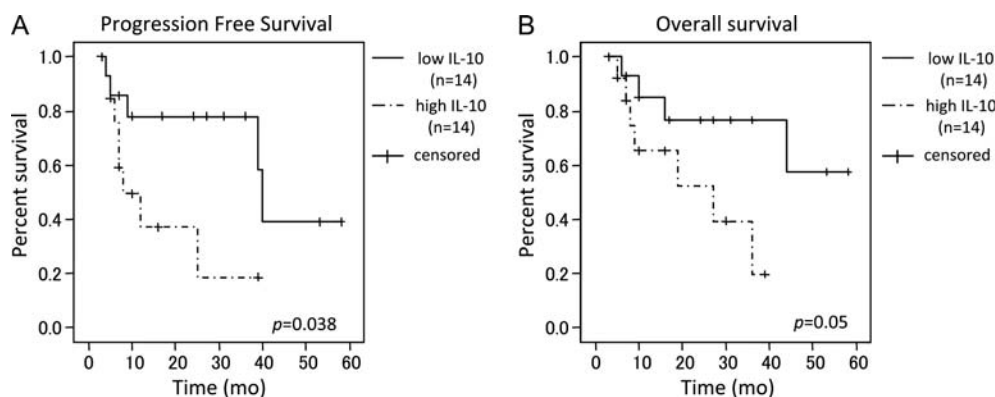 A
Progression Free Survival
Percent survival
1.0
0.8
0.6
0.4
0.2
0.0
p=0.038
0 10 20 30 40 50 60
Time (mo)
low IL-10
(n=14)
high IL-10
(n=14)
censored
B
Overall survival
Percent survival
1.0
0.8
0.6
0.4
0.2
0.0
p=0.05
0 10 20 30 40 50 60
Time (mo)
low IL-10
(n=14)
high IL-10
(n=14)
censored